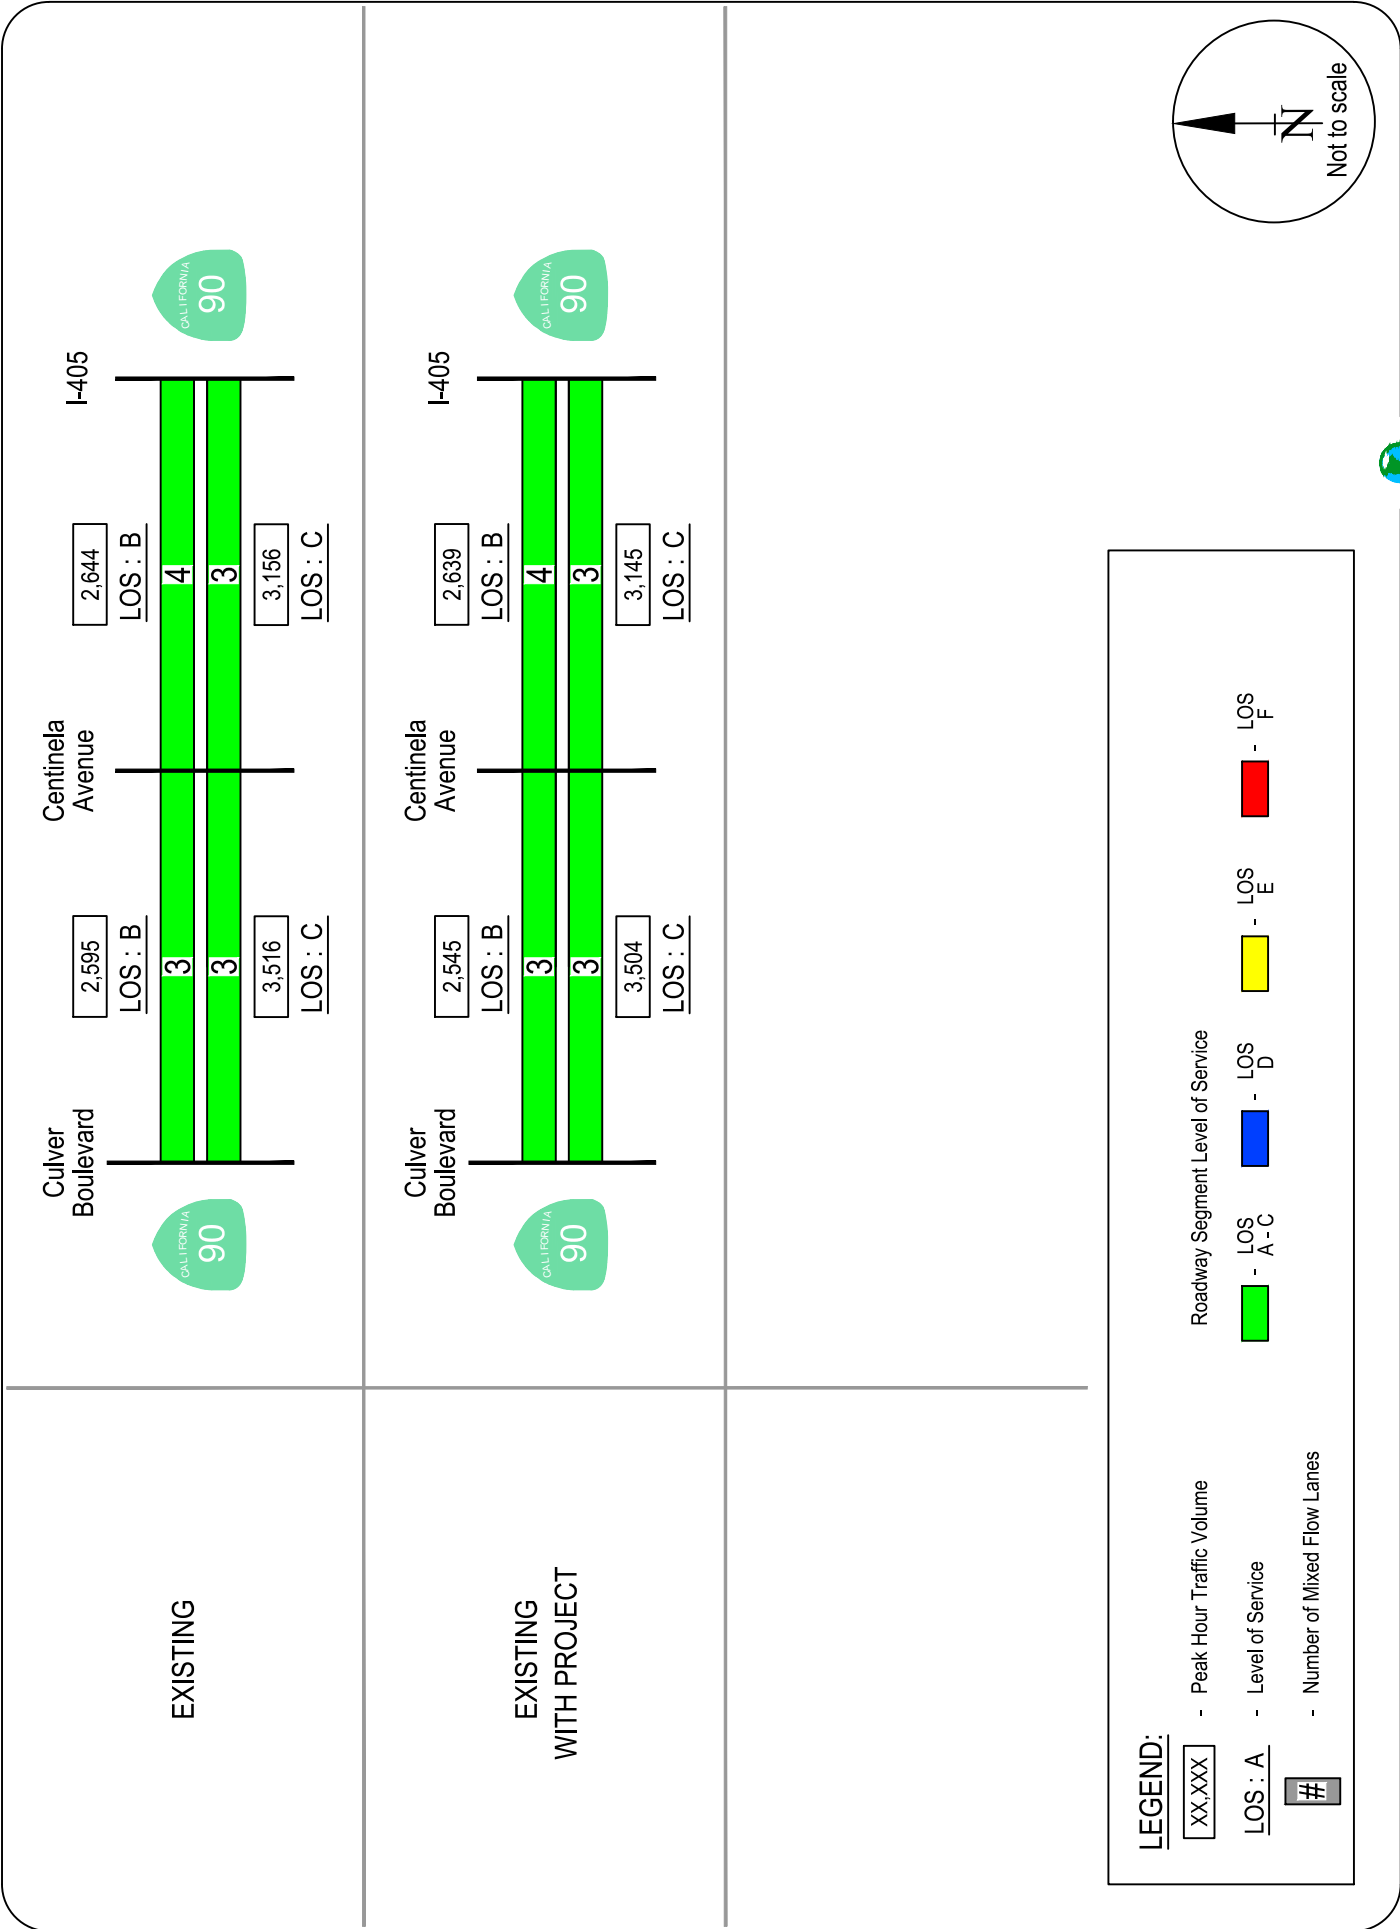 EXISTING
Culver
Boulevard
Centinela
Avenue
I-405
CALIFORNIA
90
2,595
LOS : B
3
3
3,516
LOS : C
2,644
LOS : B
4
3
3,156
LOS : C
CALIFORNIA
90
EXISTING
WITH PROJECT
Culver
Boulevard
Centinela
Avenue
I-405
CALIFORNIA
90
2,545
LOS : B
3
3
3,504
LOS : C
2,639
LOS : B
4
3
3,145
LOS : C
CALIFORNIA
90
LEGEND:
XX,XXX - Peak Hour Traffic Volume
LOS : A - Level of Service
# - Number of Mixed Flow Lanes
Roadway Segment Level of Service
- LOS
A - C
- LOS
D
- LOS
E
- LOS
F
N
Not to scale